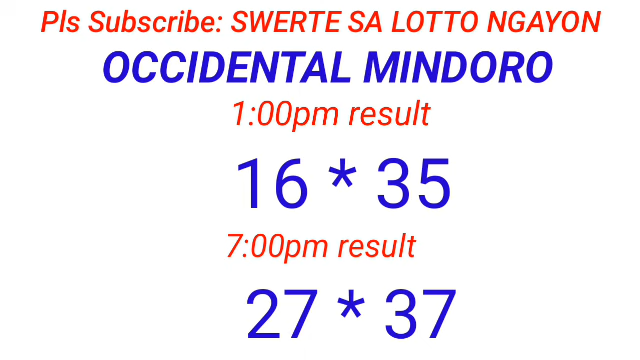 Pls Subscribe: SWERTE SA LOTTO NGAYON
OCCIDENTAL MINDORO
1:00pm result
16 * 35
7:00pm result
27 * 37